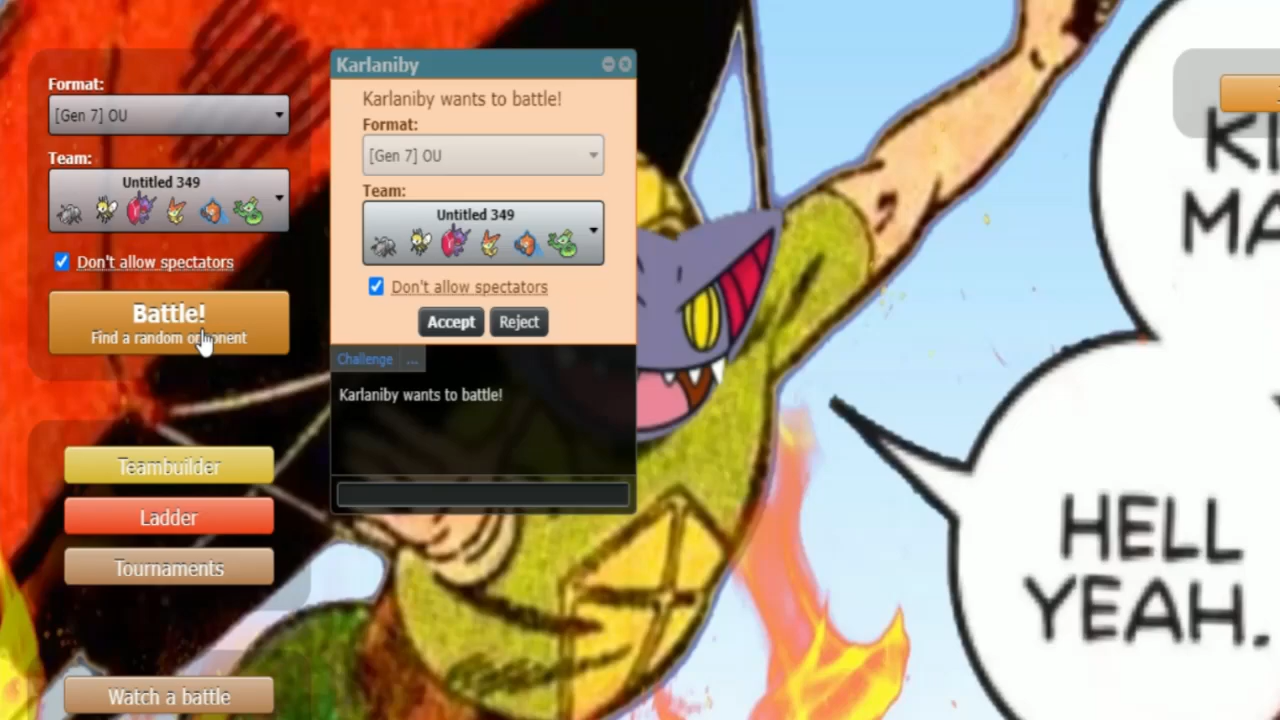 Format:
[Gen 7] OU
Team:
Untitled 349
Don't allow spectators
Battle!
Find a random opponent
Teambuilder
Ladder
Tournaments
Watch a battle
Karlaniby
Karlaniby wants to battle!
Format:
[Gen 7] OU
Team:
Untitled 349
Don't allow spectators
Accept Reject
Challenge ...
Karlaniby wants to battle!
HELL
YEAH.